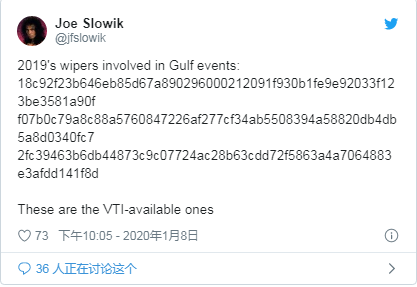 Joe Slowik
@jfslowik
2019's wipers involved in Gulf events:
18c92f23b646eb85d67a890296000212091f930b1fe9e92033f12
3be3581a90f
f07b0c79a8c88a5760847226af277cf34ab5508394a58820db4db
5a8d0340fc7
2fc39463b6db44873c9c07724ac28b63cdd72f5863a4a7064883
e3afdd141f8d
These are the VTI-available ones
73 下午10:05 - 2020年1月8日
36 人正在讨论这个